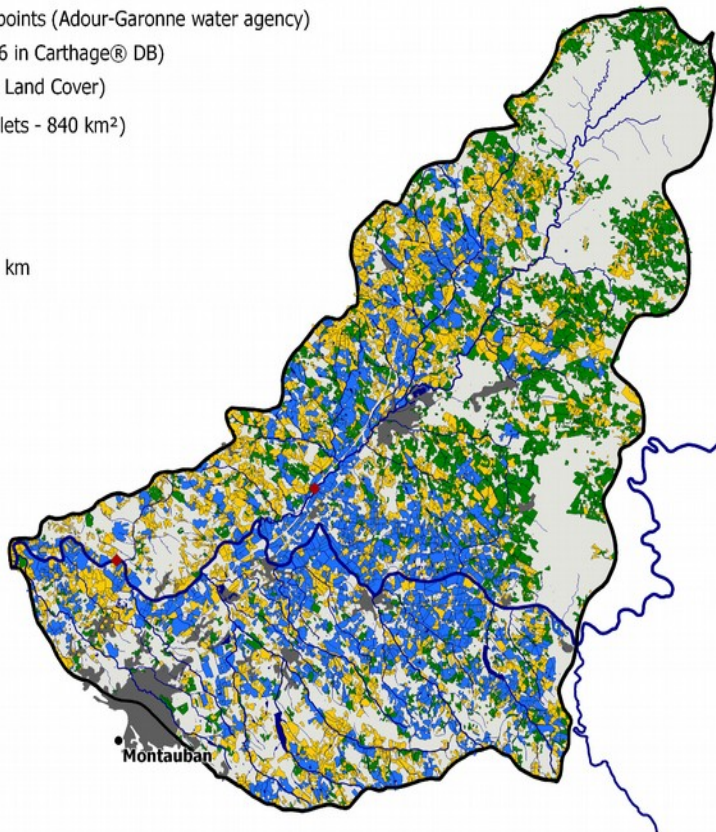 points (Adour-Garonne water agency)
6 in Carthage® DB)
Land Cover)
lets - 840 km²)
km
Montauban